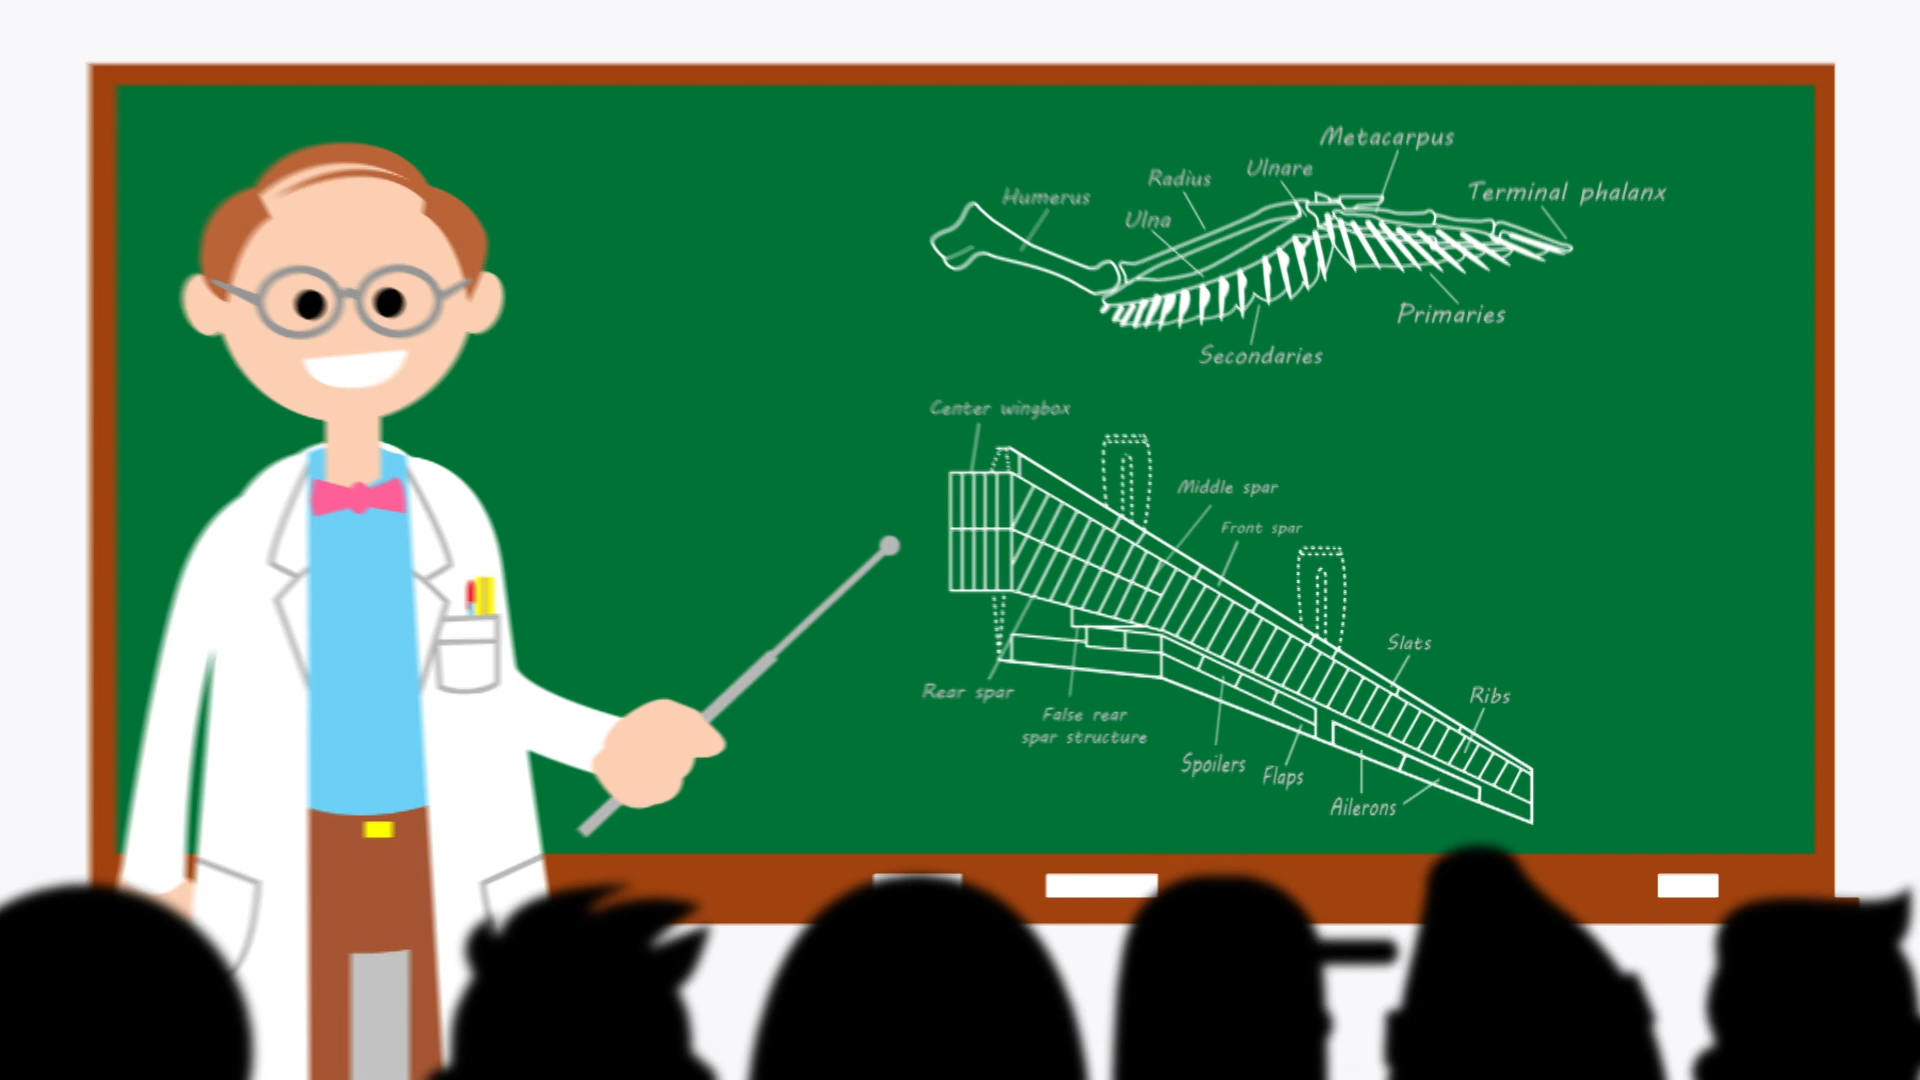 Metacarpus
Ulnare
Radius
Terminal phalanx
Humerus
Ulna
Primaries
Secondaries
Center wingbox
Middle spar
Front spar
Slats
Rear spar
Ribs
False rear
spar structure
Spoilers
Flaps
Ailerons